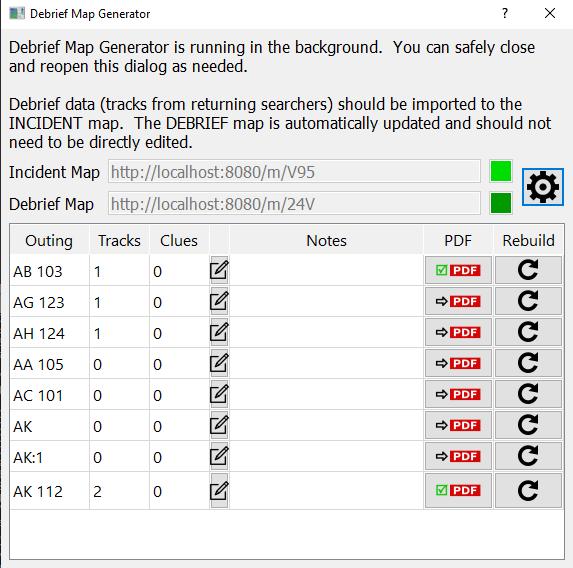 Debrief Map Generator
Debrief Map Generator is running in the background.  You can safely close
and reopen this dialog as needed.
Debrief data (tracks from returning searchers) should be imported to the
INCIDENT map.  The DEBRIEF map is automatically updated and should not
need to be directly edited.
Incident Map http://localhost:8080/m/V95
Debrief Map http://localhost:8080/m/24V
Outing Tracks Clues Notes PDF Rebuild
AB 103 1 0 PDF
AG 123 1 0 PDF
AH 124 1 0 PDF
AA 105 0 0 PDF
AC 101 0 0 PDF
AK 0 0 PDF
AK:1 0 0 PDF
AK 112 2 0 PDF